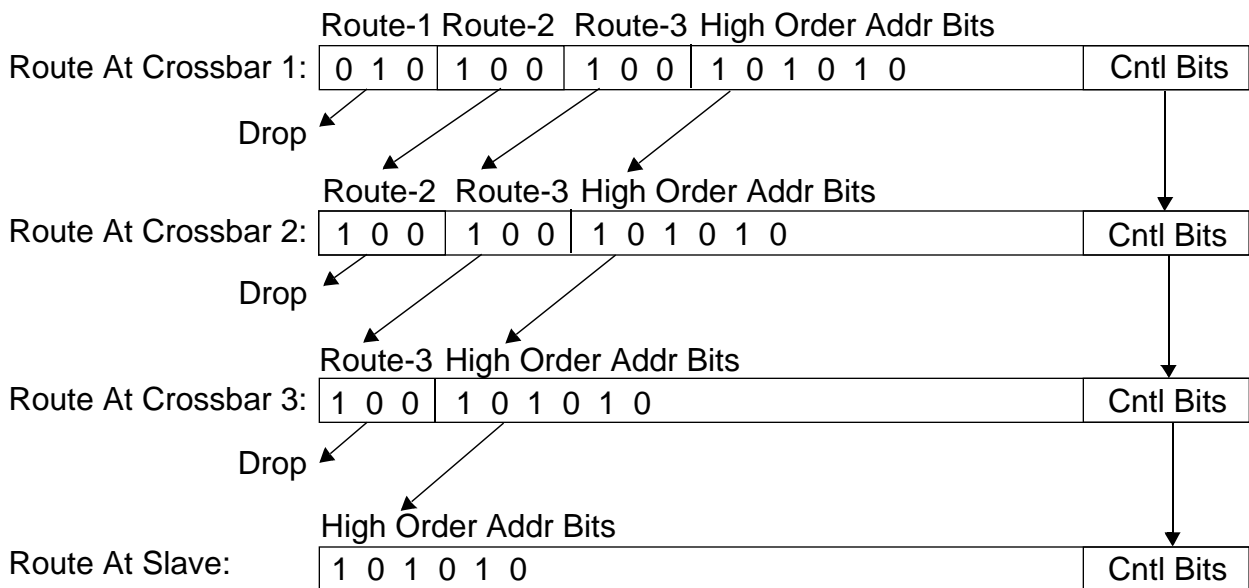 Route-1 Route-2 Route-3 High Order Addr Bits
Route At Crossbar 1: 0 1 0 1 0 0 1 0 0 1 0 1 0 1 0 Cntl Bits
Drop
Route-2 Route-3 High Order Addr Bits
Route At Crossbar 2: 1 0 0 1 0 0 1 0 1 0 1 0 Cntl Bits
Drop
Route-3 High Order Addr Bits
Route At Crossbar 3: 1 0 0 1 0 1 0 1 0 Cntl Bits
Drop
High Order Addr Bits
Route At Slave: 1 0 1 0 1 0 Cntl Bits